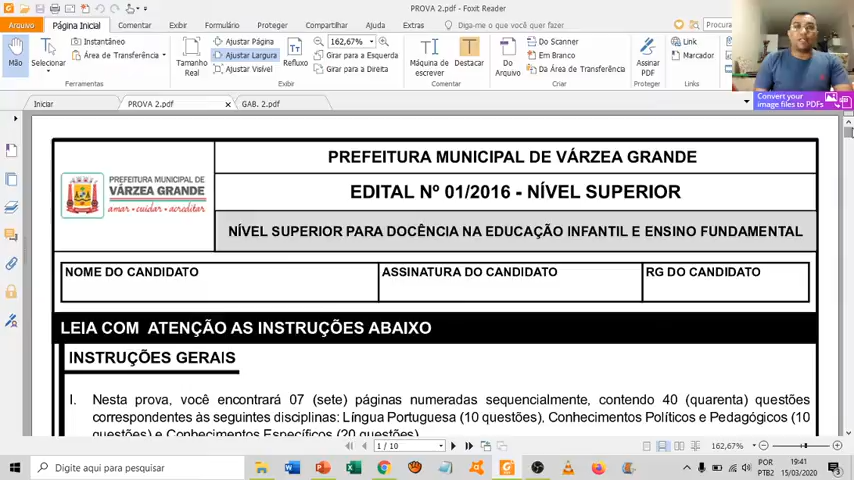 PROVA 2.pdf - Foxit Reader
Arquivo
Página Inicial
Comentar
Exibir
Formulário
Proteger
Compartilhar
Ajuda
Extras
Diga-me o que você quer fazer
Procura
Mão
Selecionar
Instantâneo
Área de Transferência
Ferramentas
Tamanho Real
Ajustar Página
Ajustar Largura
Ajustar Visível
Refluxo
162,67%
Girar para a Esquerda
Girar para a Direita
Exibir
Máquina de escrever
Destacar
Comentar
Do Arquivo
Do Scanner
Em Branco
Da Área de Transferência
Criar
Assinar PDF
Proteger
Link
Marcador
Links
Convert your
image files to PDFs
Iniciar
PROVA 2.pdf
GAB. 2.pdf
PREFEITURA MUNICIPAL DE
VÁRZEA GRANDE
amar • cuidar • acreditar
PREFEITURA MUNICIPAL DE VÁRZEA GRANDE
EDITAL Nº 01/2016 - NÍVEL SUPERIOR
NÍVEL SUPERIOR PARA DOCÊNCIA NA EDUCAÇÃO INFANTIL E ENSINO FUNDAMENTAL
NOME DO CANDIDATO
ASSINATURA DO CANDIDATO
RG DO CANDIDATO
LEIA COM ATENÇÃO AS INSTRUÇÕES ABAIXO
INSTRUÇÕES GERAIS
I. Nesta prova, você encontrará 07 (sete) páginas numeradas sequencialmente, contendo 40 (quarenta) questões
correspondentes às seguintes disciplinas: Língua Portuguesa (10 questões), Conhecimentos Políticos e Pedagógicos (10
questões) e Conhecimentos Específicos (20 questões).
1 / 10
162,67%
Digite aqui para pesquisar
POR
PTB2
19:41
15/03/2020
3